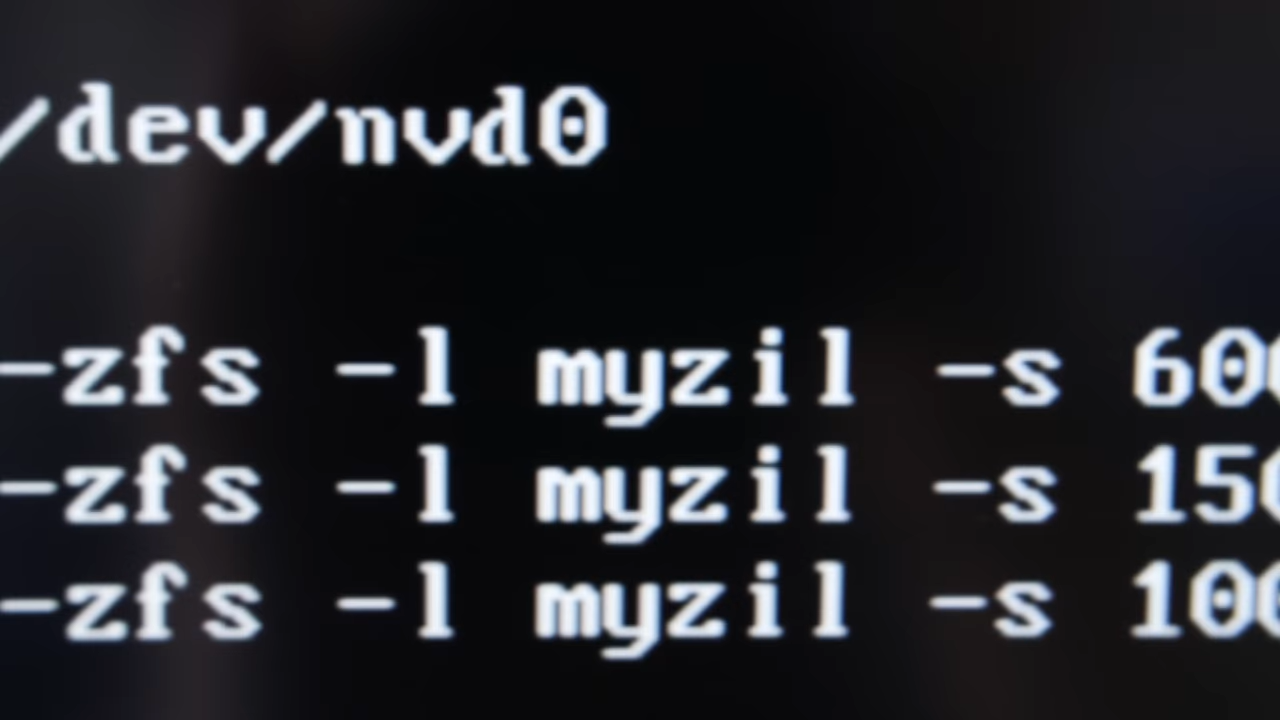 /dev/nvd0
-zfs -l myzil -s 60
-zfs -l myzil -s 15
-zfs -l myzil -s 10